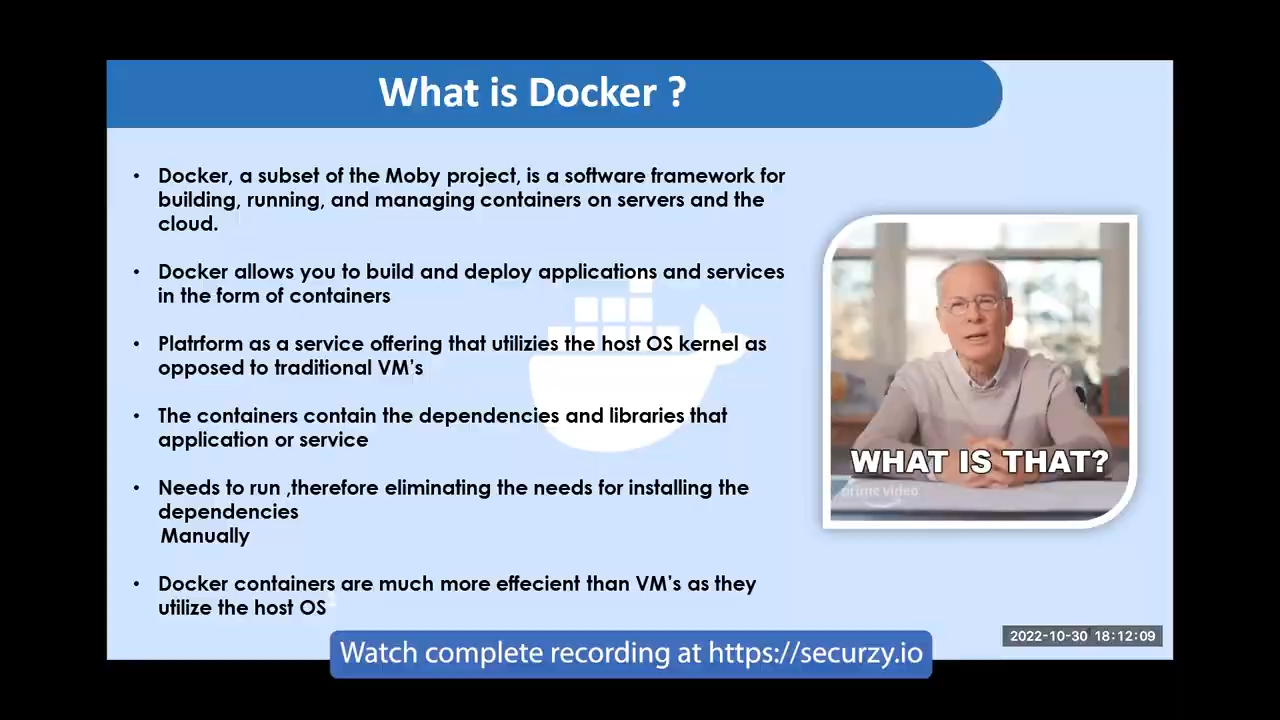 What is Docker ?
• Docker, a subset of the Moby project, is a software framework for
building, running, and managing containers on servers and the
cloud.
• Docker allows you to build and deploy applications and services
in the form of containers
• Platrform as a service offering that utilizies the host OS kernel as
opposed to traditional VM's
• The containers contain the dependencies and libraries that
application or service
• Needs to run ,therefore eliminating the needs for installing the
dependencies
Manually
• Docker containers are much more effecient than VM's as they
utilize the host OS
WHAT IS THAT?
prime video
2022-10-30 18:12:09
Watch complete recording at https://securzy.io